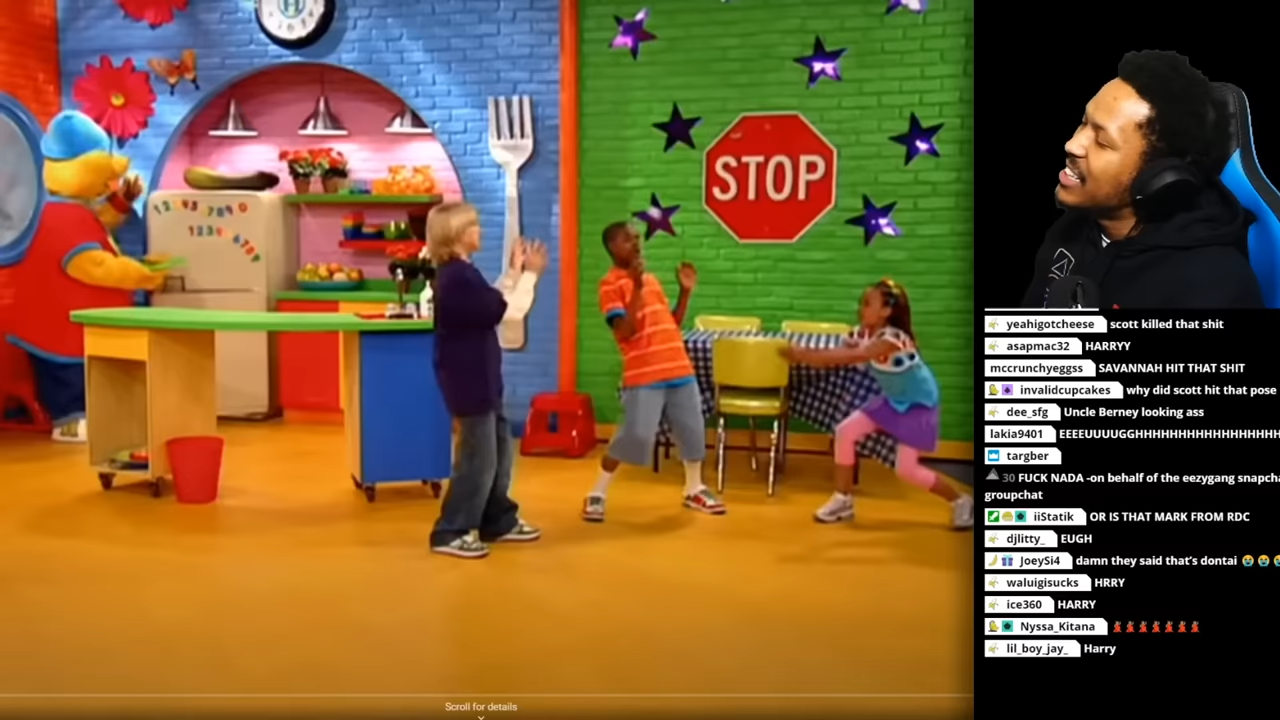 STOP
yeahigotcheese scott killed that shit
asapmac32 HARRYY
mccrunchyeggss SAVANNAH HIT THAT SHIT
invalidcupcakes why did scott hit that pose
dee_sfg Uncle Berney looking ass
lakia9401 EEEEUUUUGGHHHHHHHHHHHHHHHHH
targber
30 FUCK NADA -on behalf of the eezygang snapcha
groupchat
iiStatik OR IS THAT MARK FROM RDC
djlitty_ EUGH
JoeySi4 damn they said that's dontai
waluigisucks HRRY
ice360 HARRY
Nyssa_Kitana
lil_boy_jay_ Harry
Scroll for details